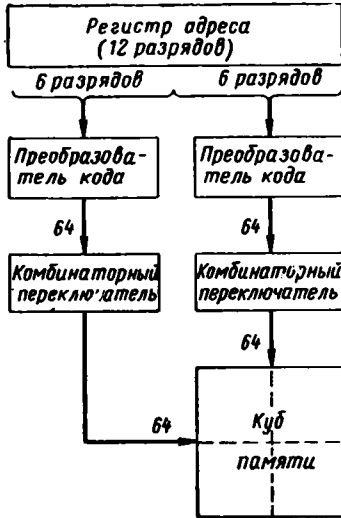 Регистр адреса
(12 разрядов)
6 разрядов
6 разрядов
Преобразова-
тель кода
Преобразова-
тель кода
64
64
Комбинаторный
переключатель
Комбинаторный
переключатель
64
64
Куб
памяти